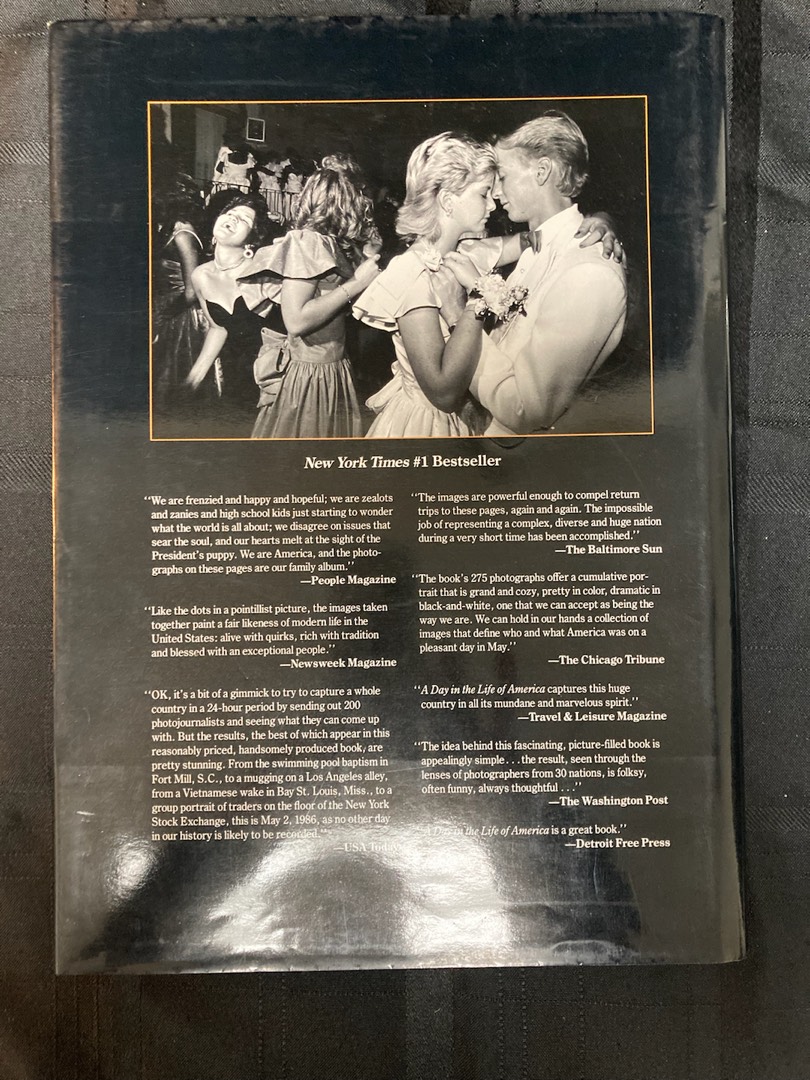 New York Times #1 Bestseller
“We are frenzied and happy and hopeful; we are zealots
and zanies and high school kids just starting to wonder
what the world is all about; we disagree on issues that
sear the soul, and our hearts melt at the sight of the
President’s puppy. We are America, and the photo-
graphs on these pages are our family album.”
—People Magazine
“Like the dots in a pointillist picture, the images taken
together paint a fair likeness of modern life in the
United States: alive with quirks, rich with tradition
and blessed with an exceptional people.”
—Newsweek Magazine
“OK, it’s a bit of a gimmick to try to capture a whole
country in a 24-hour period by sending out 200
photojournalists and seeing what they can come up
with. But the results, the best of which appear in this
reasonably priced, handsomely produced book, are
pretty stunning. From the swimming pool baptism in
Fort Mill, S.C., to a mugging on a Los Angeles alley,
from a Vietnamese wake in Bay St. Louis, Miss., to a
group portrait of traders on the floor of the New York
Stock Exchange, this is May 2, 1986, as no other day
in our history is likely to be recorded.”
—USA Today
“The images are powerful enough to compel return
trips to these pages, again and again. The impossible
job of representing a complex, diverse and huge nation
during a very short time has been accomplished.”
—The Baltimore Sun
“The book’s 275 photographs offer a cumulative por-
trait that is grand and cozy, pretty in color, dramatic in
black-and-white, one that we can accept as being the
way we are. We can hold in our hands a collection of
images that define who and what America was on a
pleasant day in May.”
—The Chicago Tribune
“A Day in the Life of America captures this huge
country in all its mundane and marvelous spirit.”
—Travel & Leisure Magazine
“The idea behind this fascinating, picture-filled book is
appealingly simple . . . the result, seen through the
lenses of photographers from 30 nations, is folksy,
often funny, always thoughtful . . .”
—The Washington Post
“A Day in the Life of America is a great book.”
—Detroit Free Press